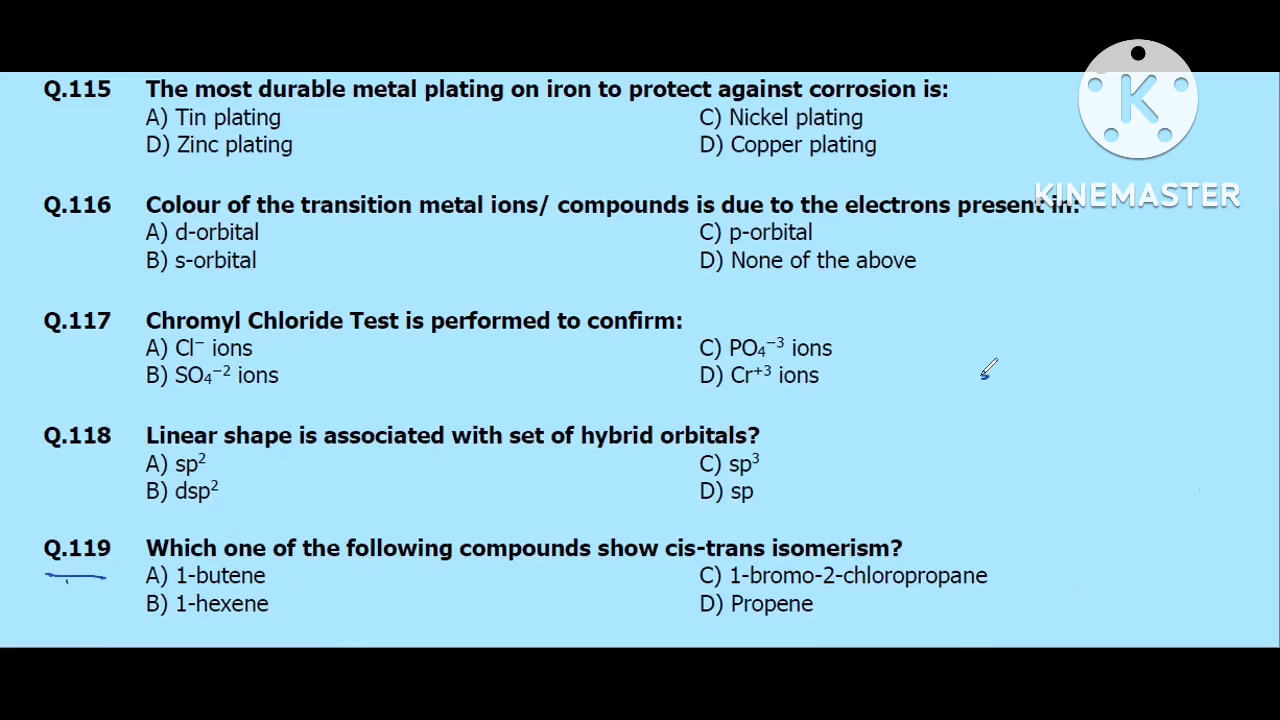 Q.115 The most durable metal plating on iron to protect against corrosion is:
A) Tin plating C) Nickel plating
D) Zinc plating D) Copper plating
KINEMASTER
Q.116 Colour of the transition metal ions/ compounds is due to the electrons present in:
A) d-orbital C) p-orbital
B) s-orbital D) None of the above
Q.117 Chromyl Chloride Test is performed to confirm:
A) Cl⁻ ions C) PO₄⁻³ ions
B) SO₄⁻² ions D) Cr⁺³ ions
Q.118 Linear shape is associated with set of hybrid orbitals?
A) sp² C) sp³
B) dsp² D) sp
Q.119 Which one of the following compounds show cis-trans isomerism?
A) 1-butene C) 1-bromo-2-chloropropane
B) 1-hexene D) Propene